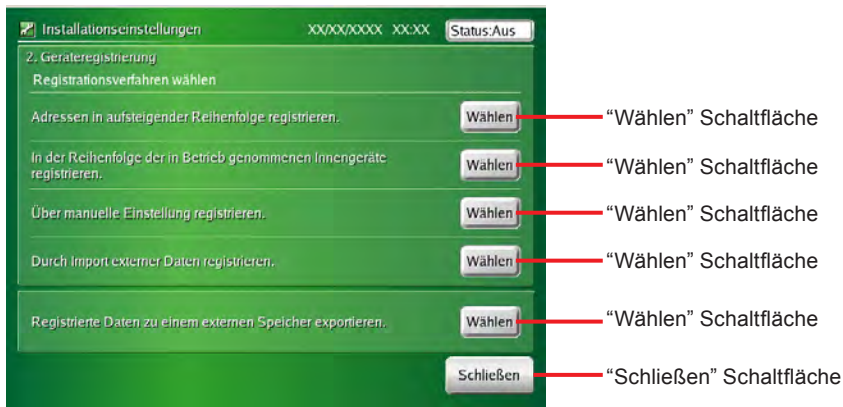 Installationseinstellungen XX/XX/XXXX XX:XX Status:Aus
2. Geräteregistrierung
Registrationsverfahren wählen
Adressen in aufsteigender Reihenfolge registrieren. Wählen “Wählen” Schaltfläche
In der Reihenfolge der in Betrieb genommenen Innengeräte
registrieren. Wählen “Wählen” Schaltfläche
Über manuelle Einstellung registrieren. Wählen “Wählen” Schaltfläche
Durch Import externer Daten registrieren. Wählen “Wählen” Schaltfläche
Registrierte Daten zu einem externen Speicher exportieren. Wählen “Wählen” Schaltfläche
Schließen “Schließen” Schaltfläche